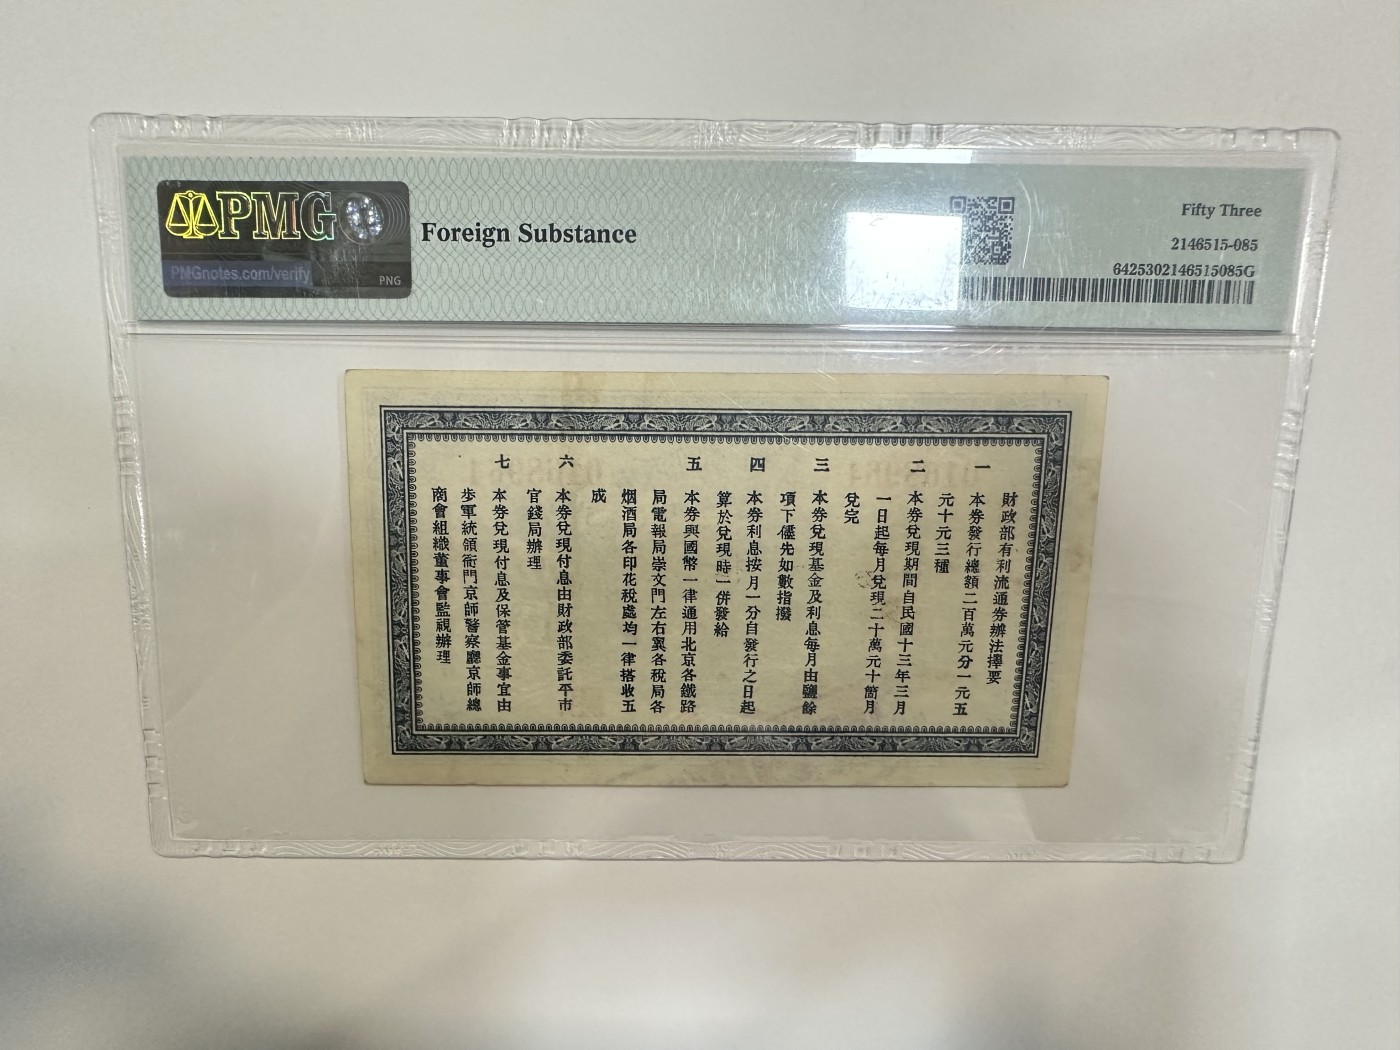 PMG
PMGnotes.com/verify
PNG
Foreign Substance
Fifty Three
2146515-085
6425302146515085G
財政部有利流通券辦法擇要
一 本券發行總額二百萬元分一元五
元十元三種
二 本券兌現期間自民國十三年三月
一日起每月兌現二十萬元十箇月
兌完
三 本券兌現基金及利息每月由鹽餘
項下儘先如數指撥
四 本券利息按月一分自發行之日起
算於兌現時一併發給
五 本券與國幣一律通用北京各鐵路
局電報局崇文門左右翼各稅局各
烟酒局各印花稅處均一律搭收五
成
六 本券兌現付息由財政部委託平市
官錢局辦理
七 本券兌現付息及保管基金事宜由
步軍統領衙門京師警察廳京師總
商會組織董事會監視辦理